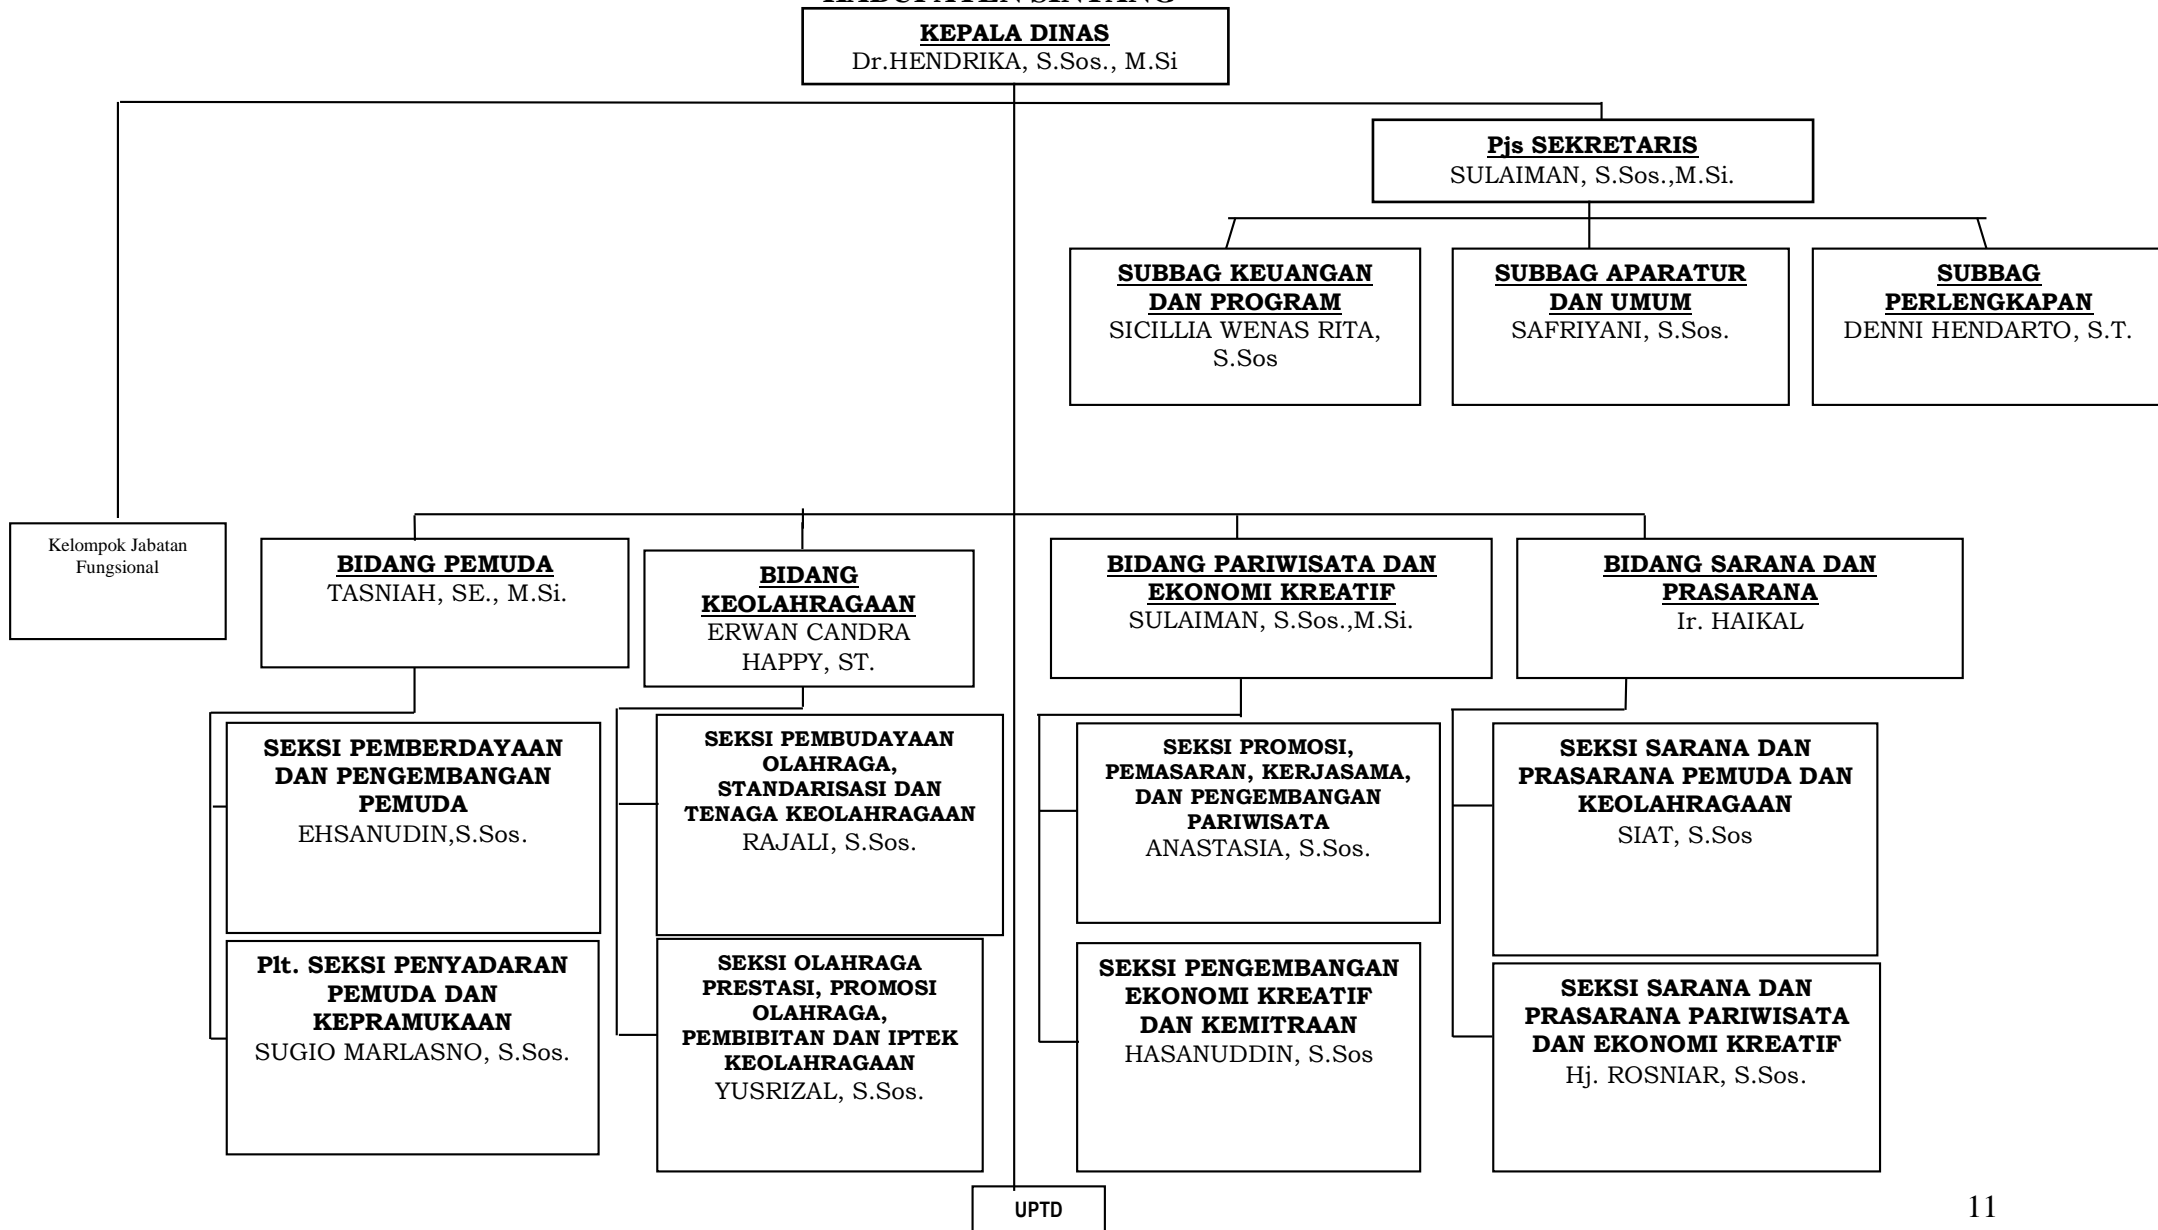 KABUPATEN SINTANG
KEPALA DINAS
Dr.HENDRIKA, S.Sos., M.Si
Pjs SEKRETARIS
SULAIMAN, S.Sos.,M.Si.
SUBBAG KEUANGAN
DAN PROGRAM
SICILLIA WENAS RITA,
S.Sos
SUBBAG APARATUR
DAN UMUM
SAFRIYANI, S.Sos.
SUBBAG
PERLENGKAPAN
DENNI HENDARTO, S.T.
Kelompok Jabatan
Fungsional
BIDANG PEMUDA
TASNIAH, SE., M.Si.
BIDANG
KEOLAHRAGAAN
ERWAN CANDRA
HAPPY, ST.
BIDANG PARIWISATA DAN
EKONOMI KREATIF
SULAIMAN, S.Sos.,M.Si.
BIDANG SARANA DAN
PRASARANA
Ir. HAIKAL
SEKSI PEMBERDAYAAN
DAN PENGEMBANGAN
PEMUDA
EHSANUDIN,S.Sos.
SEKSI PEMBUDAYAAN
OLAHRAGA,
STANDARISASI DAN
TENAGA KEOLAHRAGAAN
RAJALI, S.Sos.
SEKSI PROMOSI,
PEMASARAN, KERJASAMA,
DAN PENGEMBANGAN
PARIWISATA
ANASTASIA, S.Sos.
SEKSI SARANA DAN
PRASARANA PEMUDA DAN
KEOLAHRAGAAN
SIAT, S.Sos
Plt. SEKSI PENYADARAN
PEMUDA DAN
KEPRAMUKAAN
SUGIO MARLASNO, S.Sos.
SEKSI OLAHRAGA
PRESTASI, PROMOSI
OLAHRAGA,
PEMBIBITAN DAN IPTEK
KEOLAHRAGAAN
YUSRIZAL, S.Sos.
SEKSI PENGEMBANGAN
EKONOMI KREATIF
DAN KEMITRAAN
HASANUDDIN, S.Sos
SEKSI SARANA DAN
PRASARANA PARIWISATA
DAN EKONOMI KREATIF
Hj. ROSNIAR, S.Sos.
UPTD
11